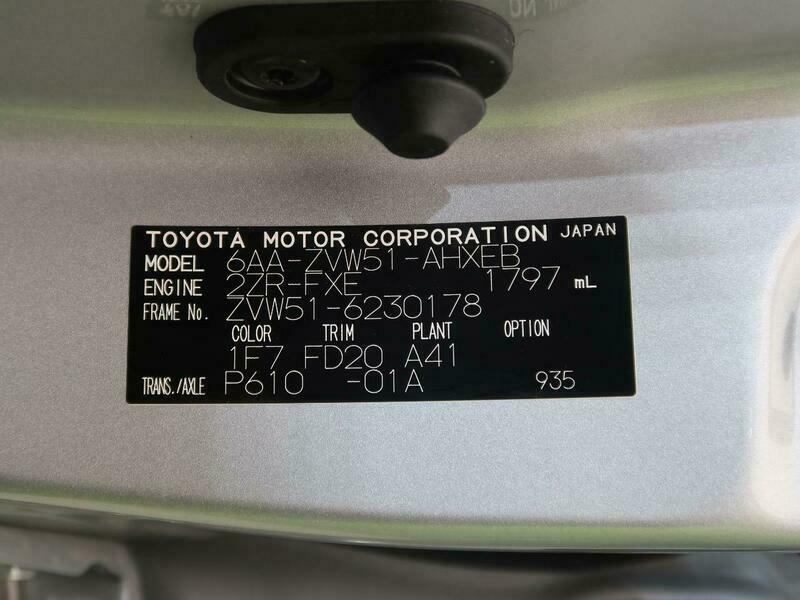 TOYOTA MOTOR CORPORATION JAPAN
MODEL 6AA-ZVW51-AHXEB
ENGINE 2ZR-FXE 1797 mL
FRAME No. ZVW51-6230178
COLOR TRIM PLANT OPTION
1F7 FD20 A41
TRANS./AXLE P610 -01A 935